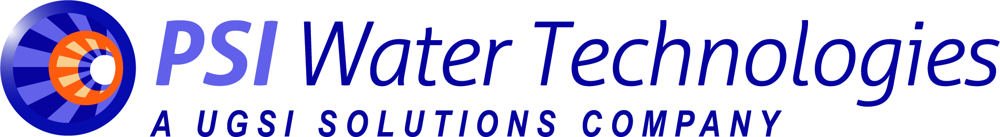 PSI Water Technologies
A UGSI SOLUTIONS COMPANY